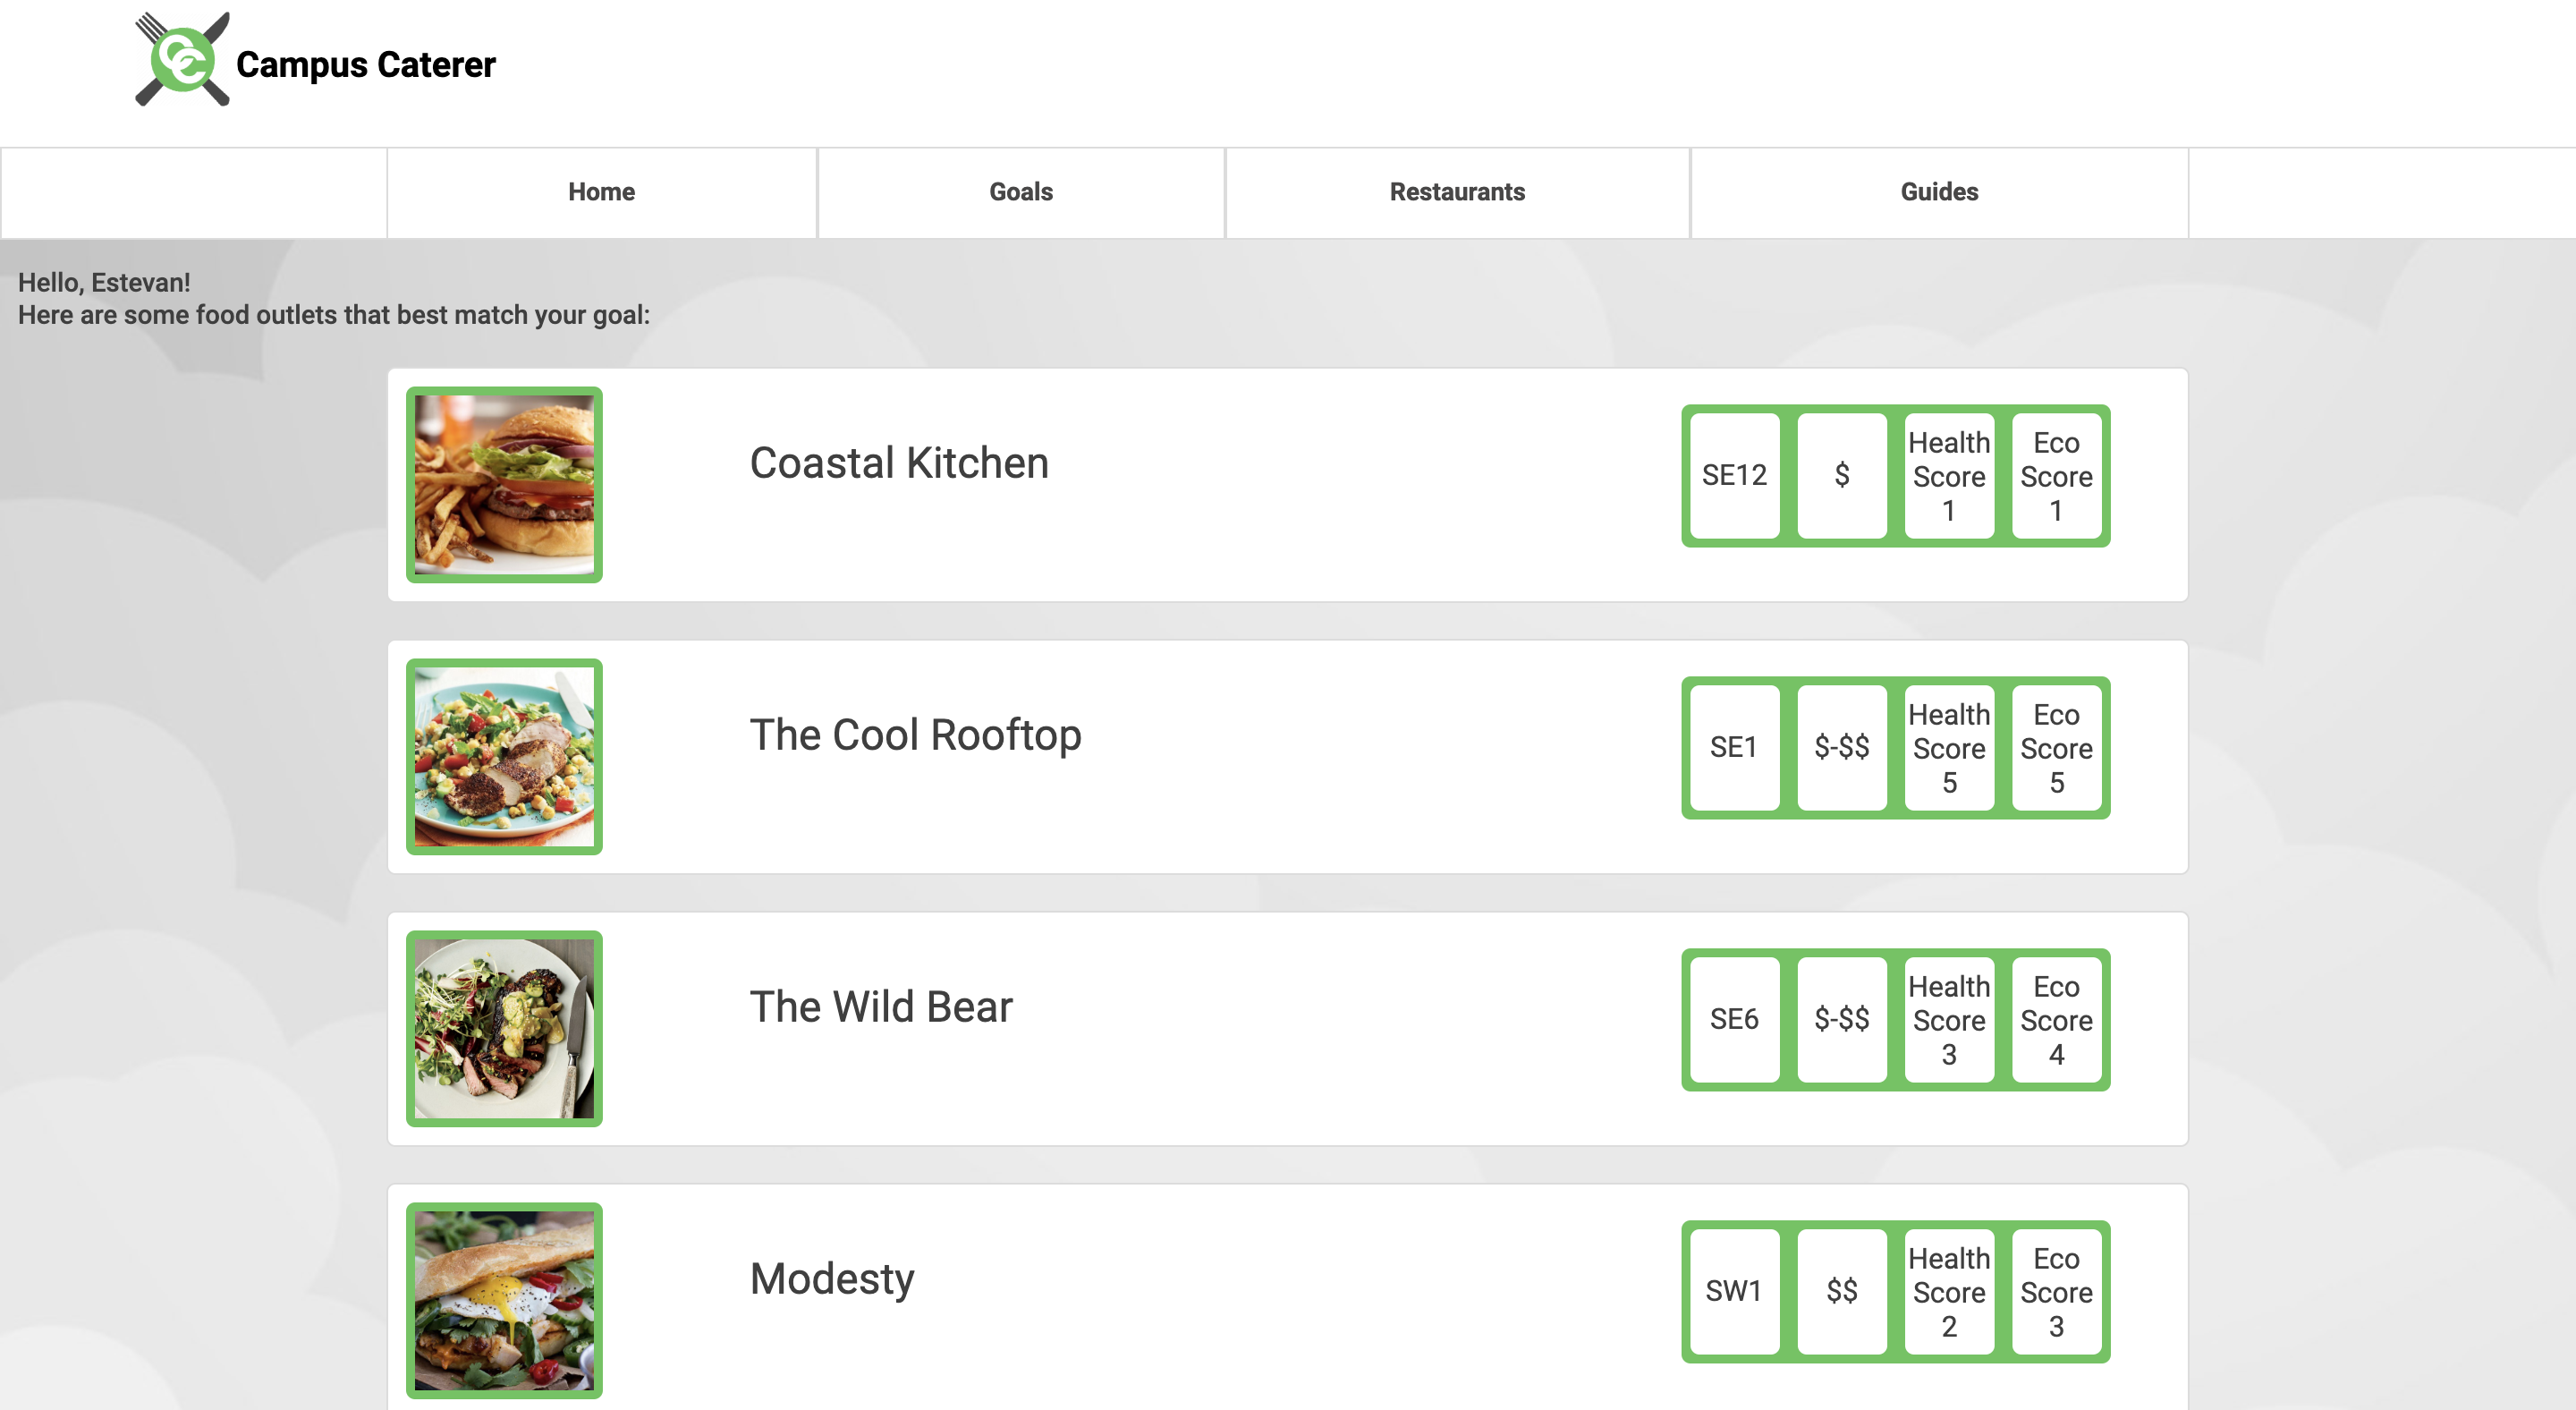 CC
Campus Caterer
Home
Goals
Restaurants
Guides
Hello, Estevan!
Here are some food outlets that best match your goal:
Coastal Kitchen
SE12
$
Health
Score
1
Eco
Score
1
The Cool Rooftop
SE1
$-$$
Health
Score
5
Eco
Score
5
The Wild Bear
SE6
$-$$
Health
Score
3
Eco
Score
4
Modesty
SW1
$$
Health
Score
2
Eco
Score
3